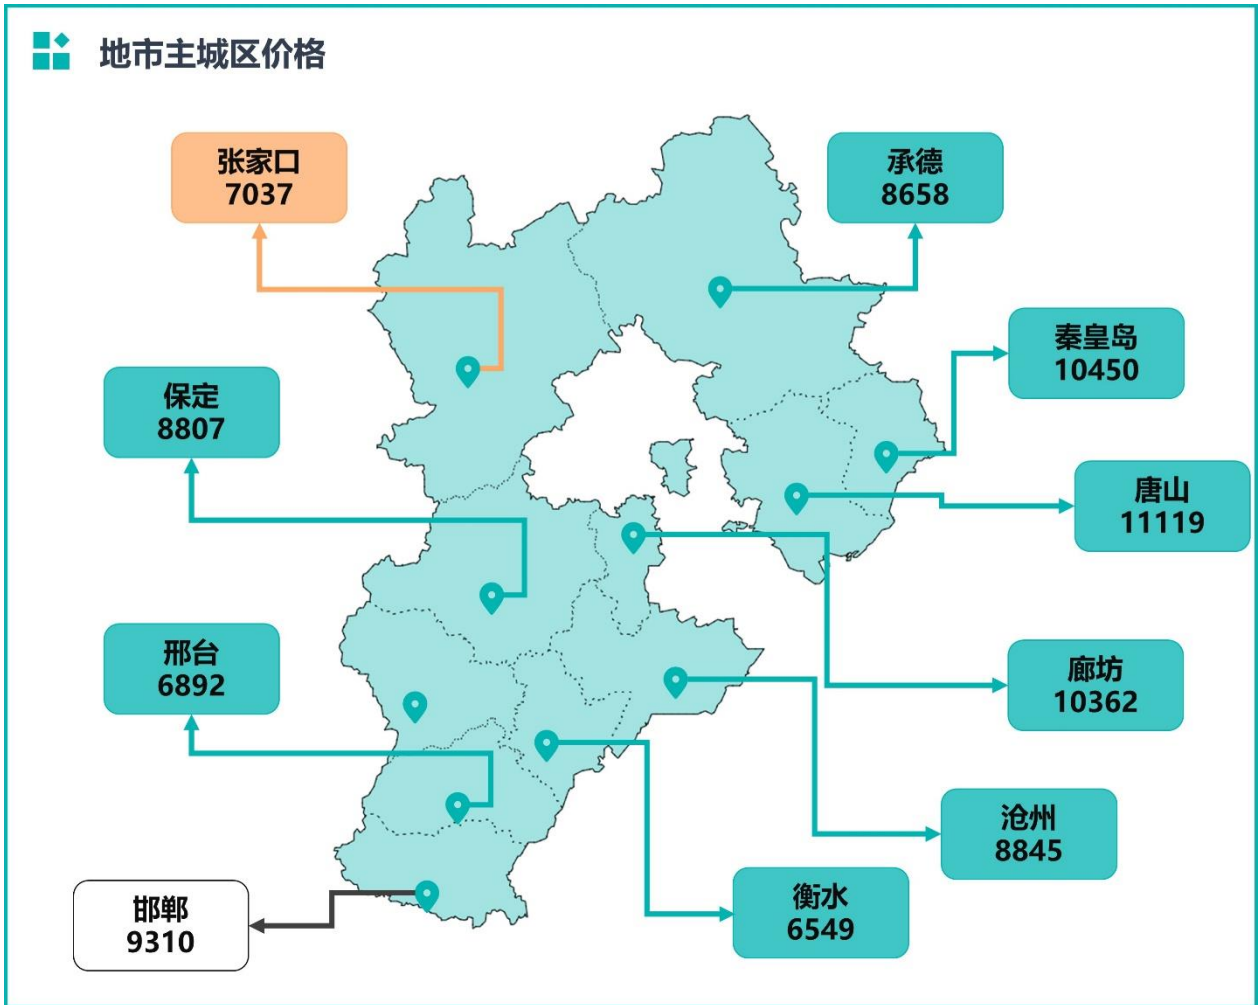 地市主城区价格
张家口
7037
承德
8658
秦皇岛
10450
保定
8807
唐山
11119
邢台
6892
廊坊
10362
沧州
8845
邯郸
9310
衡水
6549